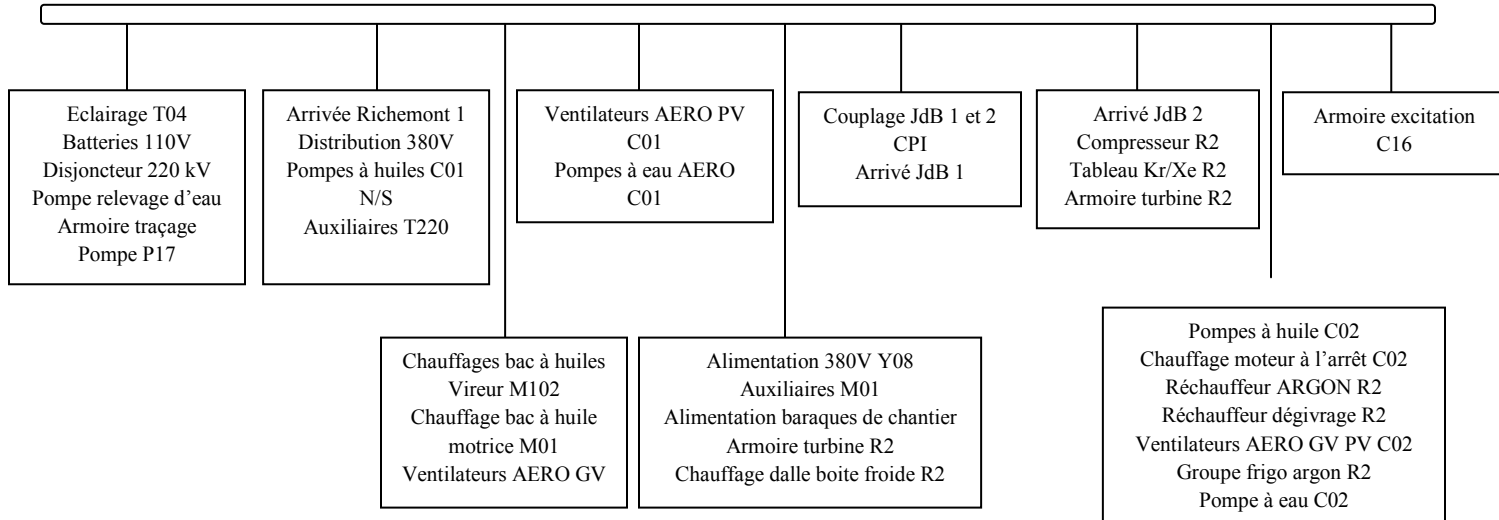 Eclairage T04
Batteries 110V
Disjoncteur 220 kV
Pompe relevage d'eau
Armoire traçage
Pompe P17
Arrivée Richemont 1
Distribution 380V
Pompes à huiles C01
N/S
Auxiliaires T220
Ventilateurs AERO PV
C01
Pompes à eau AERO
C01
Couplage JdB 1 et 2
CPI
Arrivé JdB 1
Arrivé JdB 2
Compresseur R2
Tableau Kr/Xe R2
Armoire turbine R2
Armoire excitation
C16
Chauffages bac à huiles
Vireur M102
Chauffage bac à huile
motrice M01
Ventilateurs AERO GV
Alimentation 380V Y08
Auxiliaires M01
Alimentation baraques de chantier
Armoire turbine R2
Chauffage dalle boite froide R2
Pompes à huile C02
Chauffage moteur à l'arrêt C02
Réchauffeur ARGON R2
Réchauffeur dégivrage R2
Ventilateurs AERO GV PV C02
Groupe frigo argon R2
Pompe à eau C02